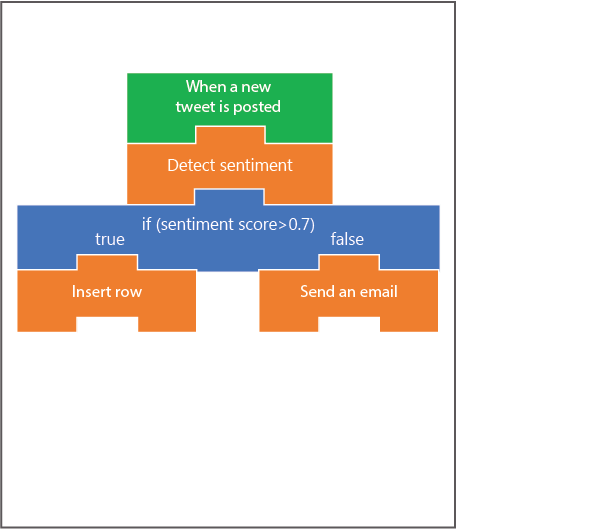 When a new
tweet is posted
Detect sentiment
if (sentiment score>0.7)
true
false
Insert row
Send an email